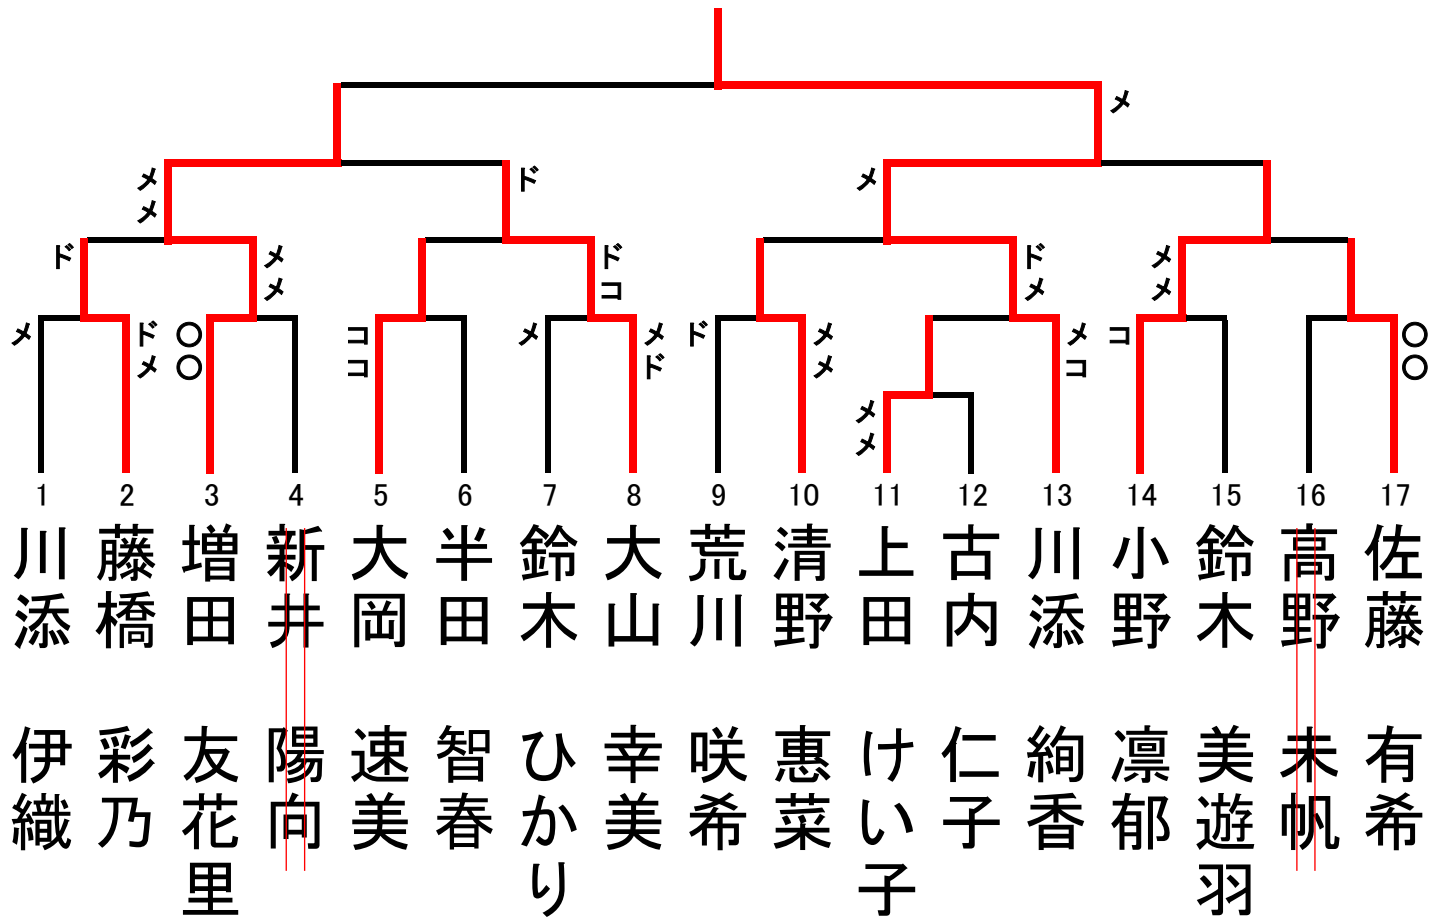 メ
メ
メ
ド
メ
ド
メ
メ
ド
コ
ド
メ
メ
メ
メ
ド
メ
〇
〇
コ
コ
メ
メ
ド
ド
メ
メ
メ
コ
コ
〇
〇
メ
メ
1 2 3 4 5 6 7 8 9 10 11 12 13 14 15 16 17
川添 伊織
藤橋 彩乃
増田 友花里
新井 陽向
大岡 速美
半田 智春
鈴木 ひかり
大山 幸美
荒川 咲希
清野 惠菜
上田 けい子
古内 仁子
川添 絢香
小野 凛郁
鈴木 美遊羽
高野 未帆
佐藤 有希